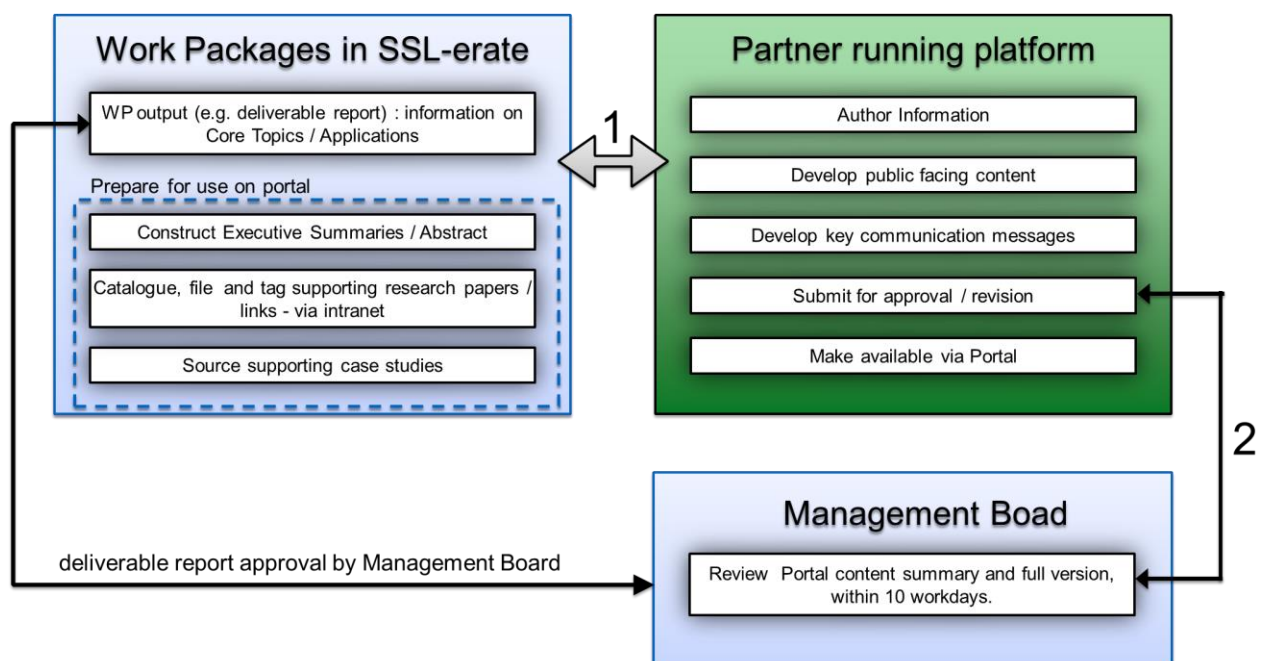 Work Packages in SSL-erate
WP output (e.g. deliverable report) : information on
Core Topics / Applications
Prepare for use on portal
Construct Executive Summaries / Abstract
Catalogue, file and tag supporting research papers /
links - via intranet
Source supporting case studies
1
Partner running platform
Author Information
Develop public facing content
Develop key communication messages
Submit for approval / revision
Make available via Portal
2
deliverable report approval by Management Board
Management Boad
Review Portal content summary and full version,
within 10 workdays.